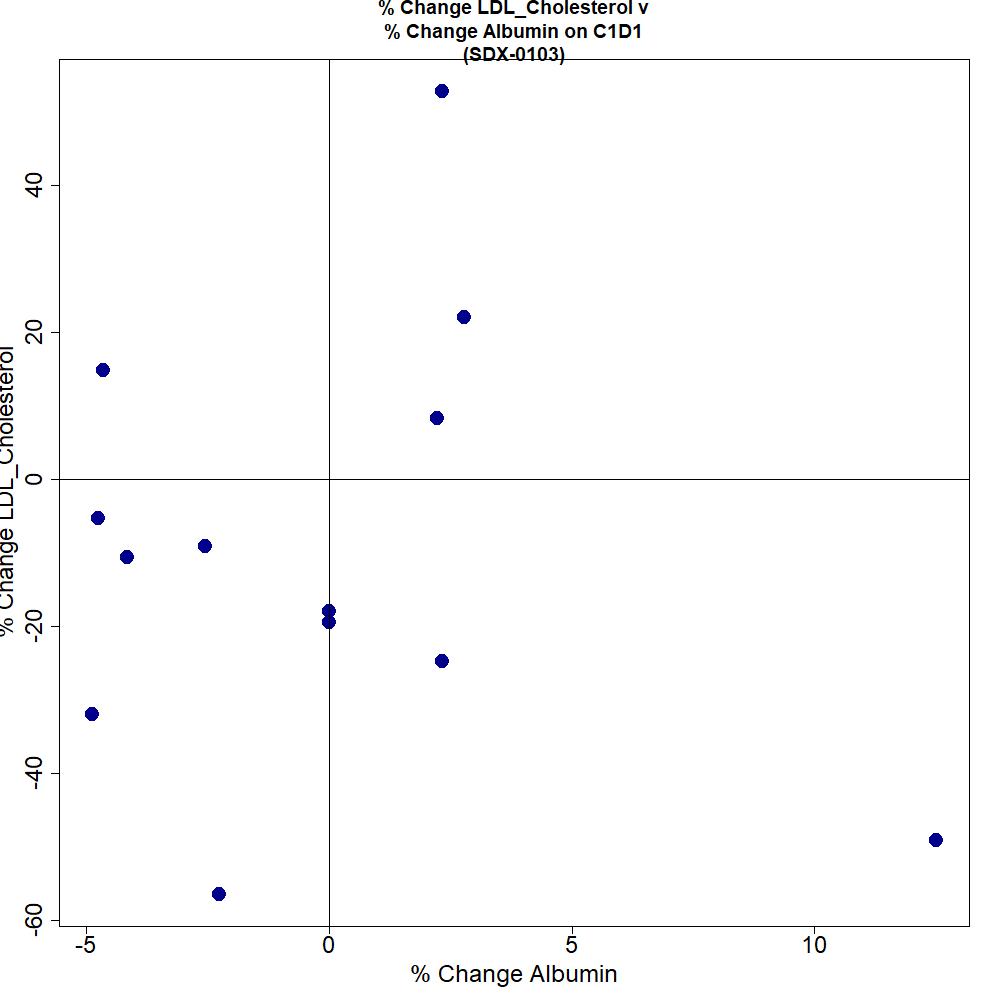 % Change LDL_Cholesterol v
% Change Albumin on C1D1
(SDX-0103)
% Change LDL_Cholesterol
40
20
0
-20
-40
-60
-5
0
5
10
% Change Albumin